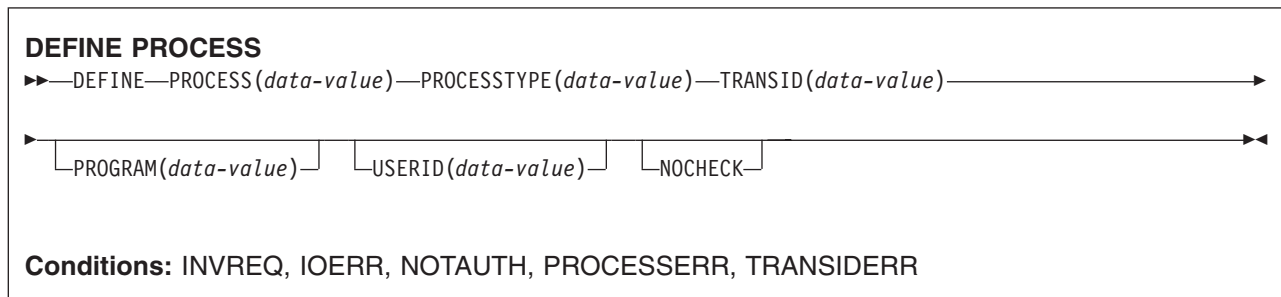 DEFINE PROCESS
DEFINE PROCESS(data-value) PROCESSTYPE(data-value) TRANSID(data-value)
PROGRAM(data-value) USERID(data-value) NOCHECK
Conditions: INVREQ, IOERR, NOTAUTH, PROCESSERR, TRANSIDERR